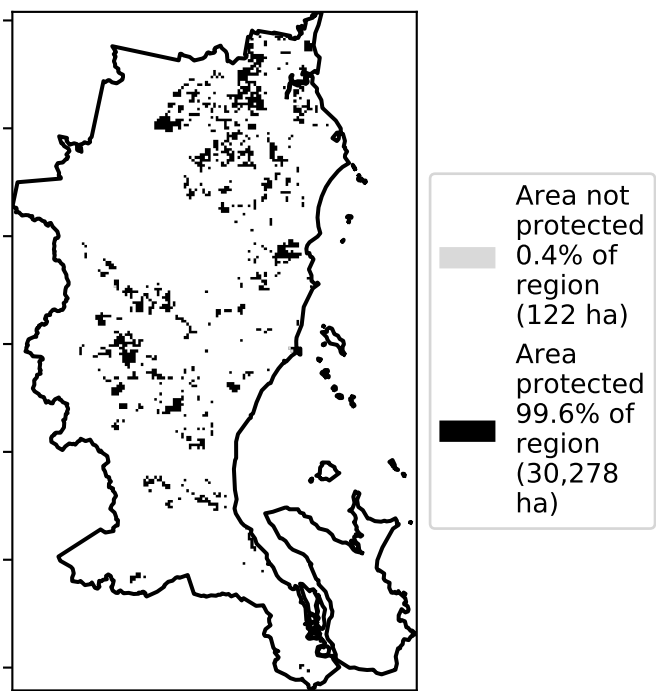 Area not
protected
0.4% of
region
(122 ha)
Area
protected
99.6% of
region
(30,278
ha)